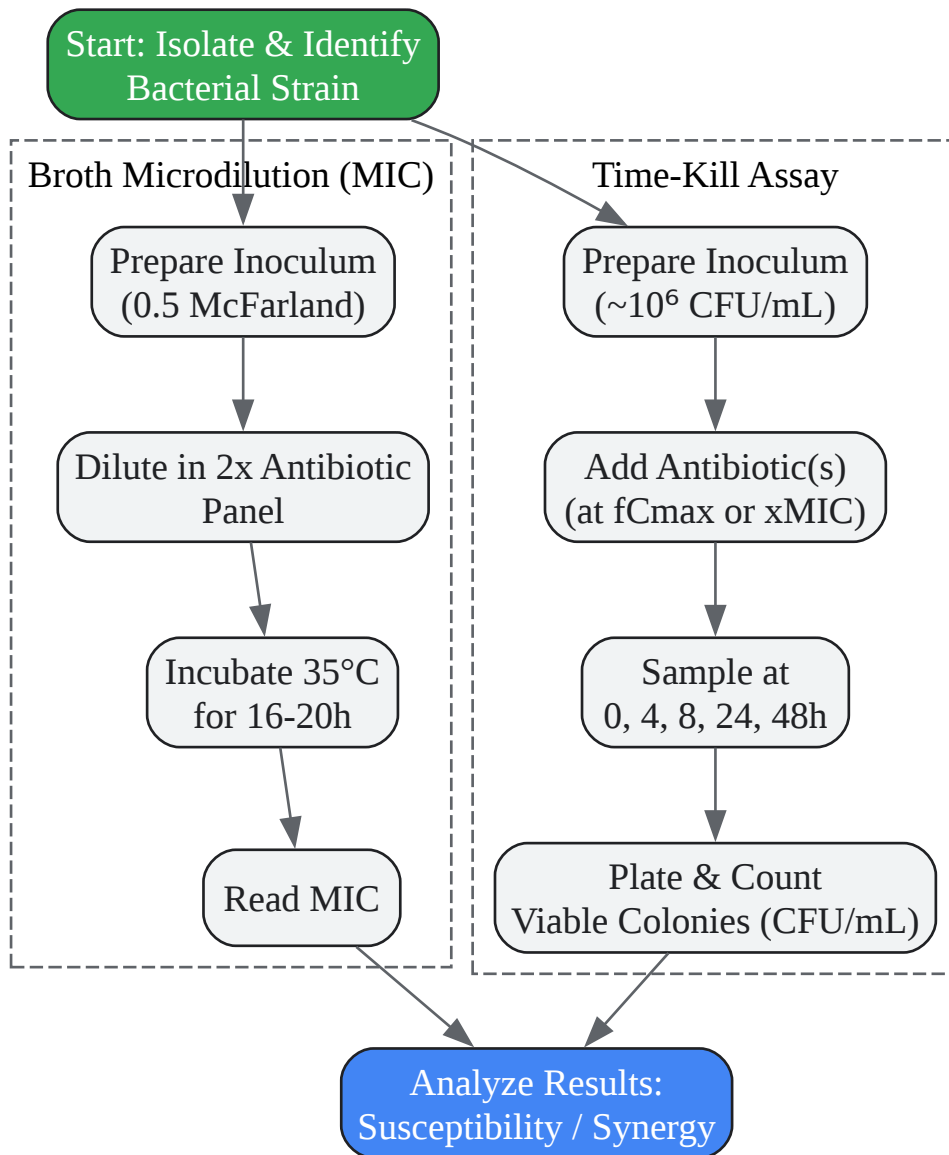 Start: Isolate & Identify
Bacterial Strain
Broth Microdilution (MIC)
Prepare Inoculum
(0.5 McFarland)
Dilute in 2x Antibiotic
Panel
Incubate 35°C
for 16-20h
Read MIC
Time-Kill Assay
Prepare Inoculum
(~10⁶ CFU/mL)
Add Antibiotic(s)
(at fCmax or xMIC)
Sample at
0, 4, 8, 24, 48h
Plate & Count
Viable Colonies (CFU/mL)
Analyze Results:
Susceptibility / Synergy